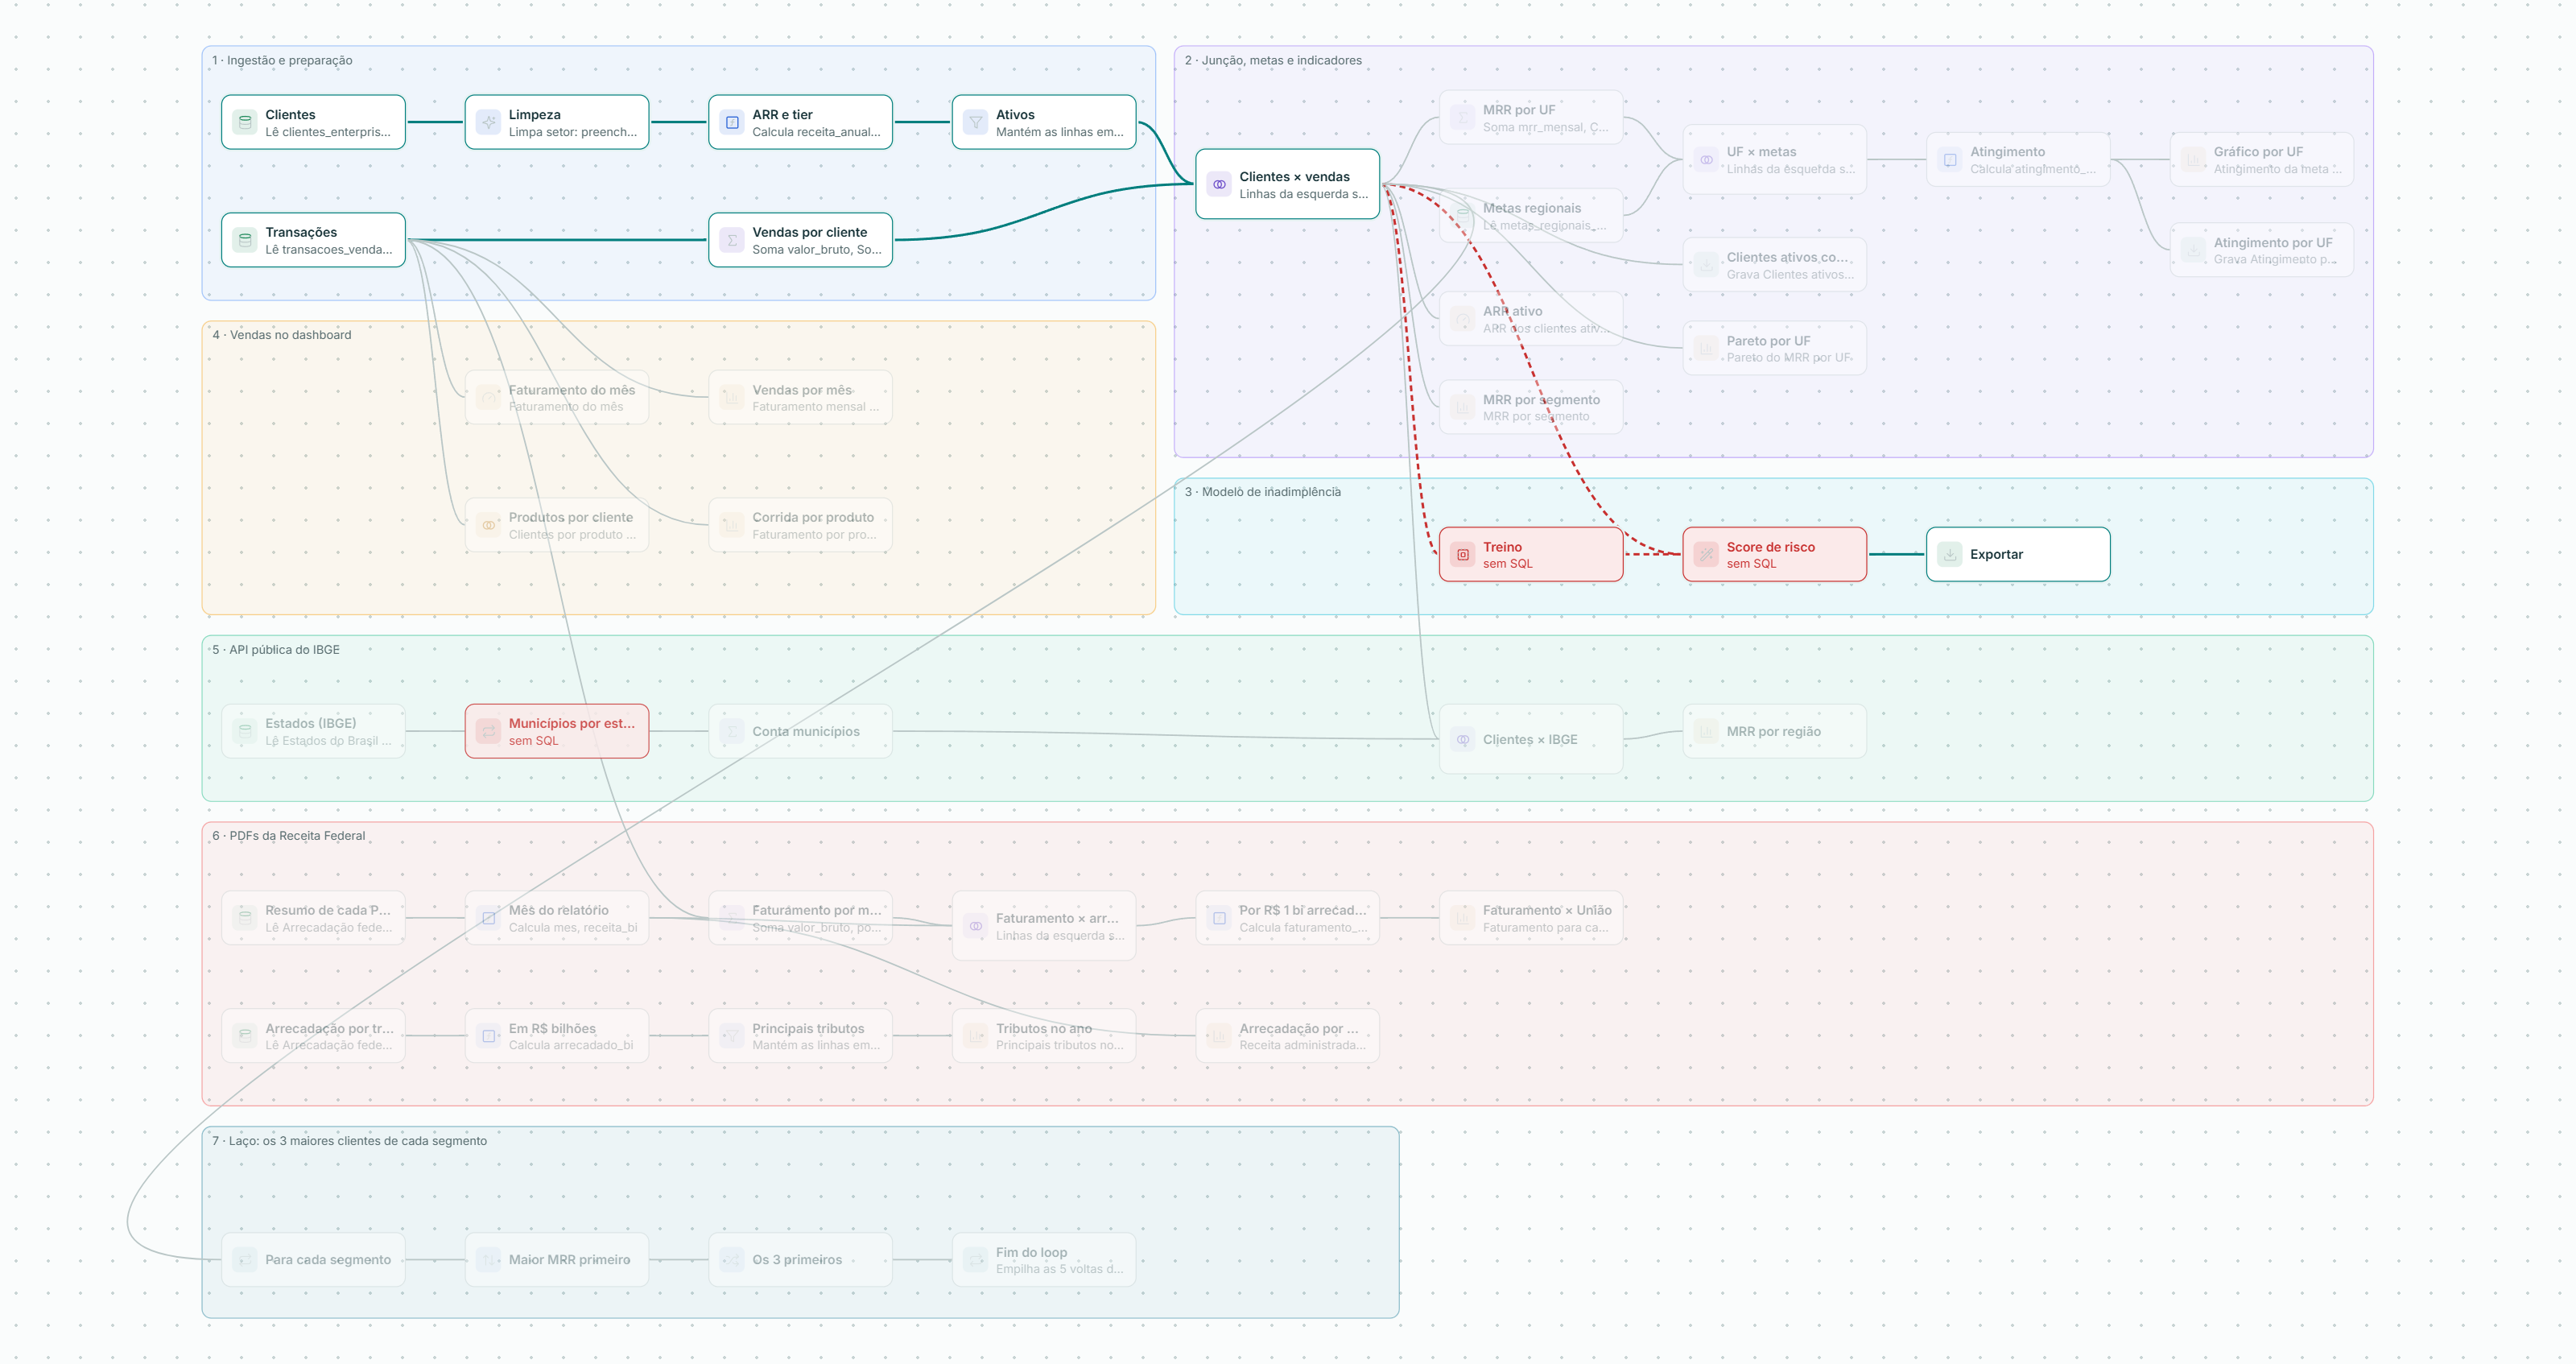 1 · Ingestão e preparação
Clientes
Lê clientes_enterpris...
Limpeza
Limpa setor: preench...
ARR e tier
Calcula receita_anual...
Ativos
Mantém as linhas em...
Transações
Lê transacoes_venda...
Vendas por cliente
Soma valor_bruto, So...
2 · Junção, metas e indicadores
Clientes × vendas
Linhas da esquerda s...
MRR por UF
Soma mrr_mensal, C...
Metas regionais
Lê metas_regionais_...
UF × metas
Linhas da esquerda s...
Atingimento
Calcula atingimento_...
Gráfico por UF
Atingimento da meta ...
Atingimento por UF
Grava Atingimento p...
Clientes ativos co...
Grava Clientes ativos...
ARR ativo
ARR dos clientes ativ...
Pareto por UF
Pareto do MRR por UF
MRR por segmento
MRR por segmento
4 · Vendas no dashboard
Faturamento do mês
Faturamento do mês
Vendas por mês
Faturamento mensal ...
Produtos por cliente
Clientes por produto ...
Corrida por produto
Faturamento por pro...
3 · Modelo de inadimplência
Treino
sem SQL
Score de risco
sem SQL
Exportar
5 · API pública do IBGE
Estados (IBGE)
Lê Estados do Brasil ...
Municípios por est...
sem SQL
Conta municípios
Clientes × IBGE
MRR por região
6 · PDFs da Receita Federal
Resumo de cada P...
Lê Arrecadação fede...
Mês do relatório
Calcula mes, receita_bi
Faturamento por m...
Soma valor_bruto, po...
Faturamento × arr...
Linhas da esquerda s...
Por R$ 1 bi arrecad...
Calcula faturamento_...
Faturamento × União
Faturamento para ca...
Arrecadação por tr...
Lê Arrecadação fede...
Em R$ bilhões
Calcula arrecadado_bi
Principais tributos
Mantém as linhas em...
Tributos no ano
Principais tributos no...
Arrecadação por ...
Receita administrada...
7 · Laço: os 3 maiores clientes de cada segmento
Para cada segmento
Maior MRR primeiro
Os 3 primeiros
Fim do loop
Empilha as 5 voltas d...